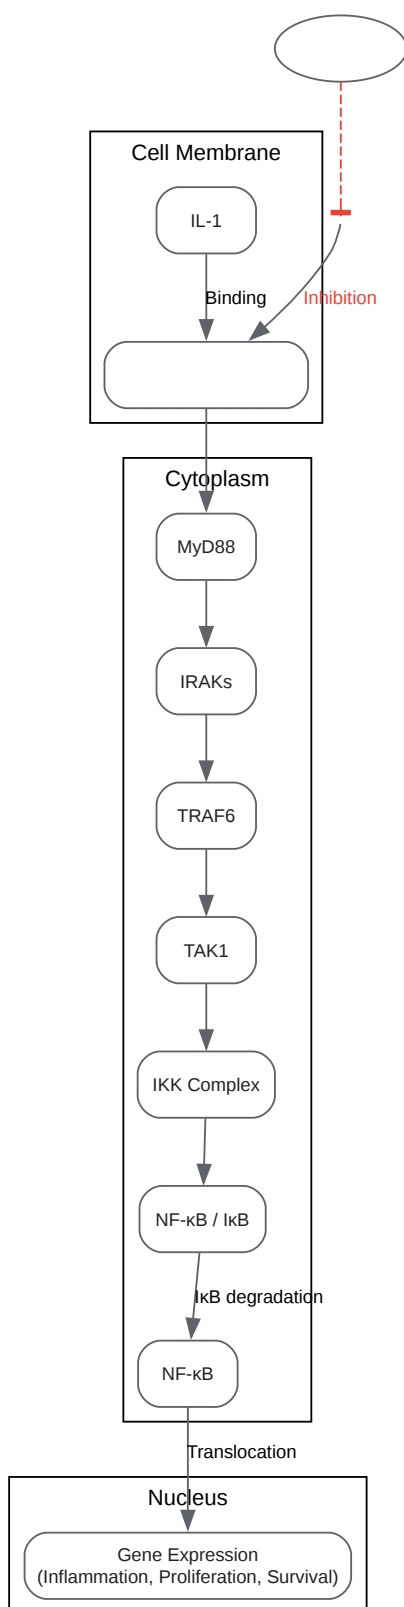 Cell Membrane
IL-1
Binding
Inhibition
Cytoplasm
MyD88
IRAKs
TRAF6
TAK1
IKK Complex
NF-κB / IκB
IκB degradation
NF-κB
Translocation
Nucleus
Gene Expression
(Inflammation, Proliferation, Survival)